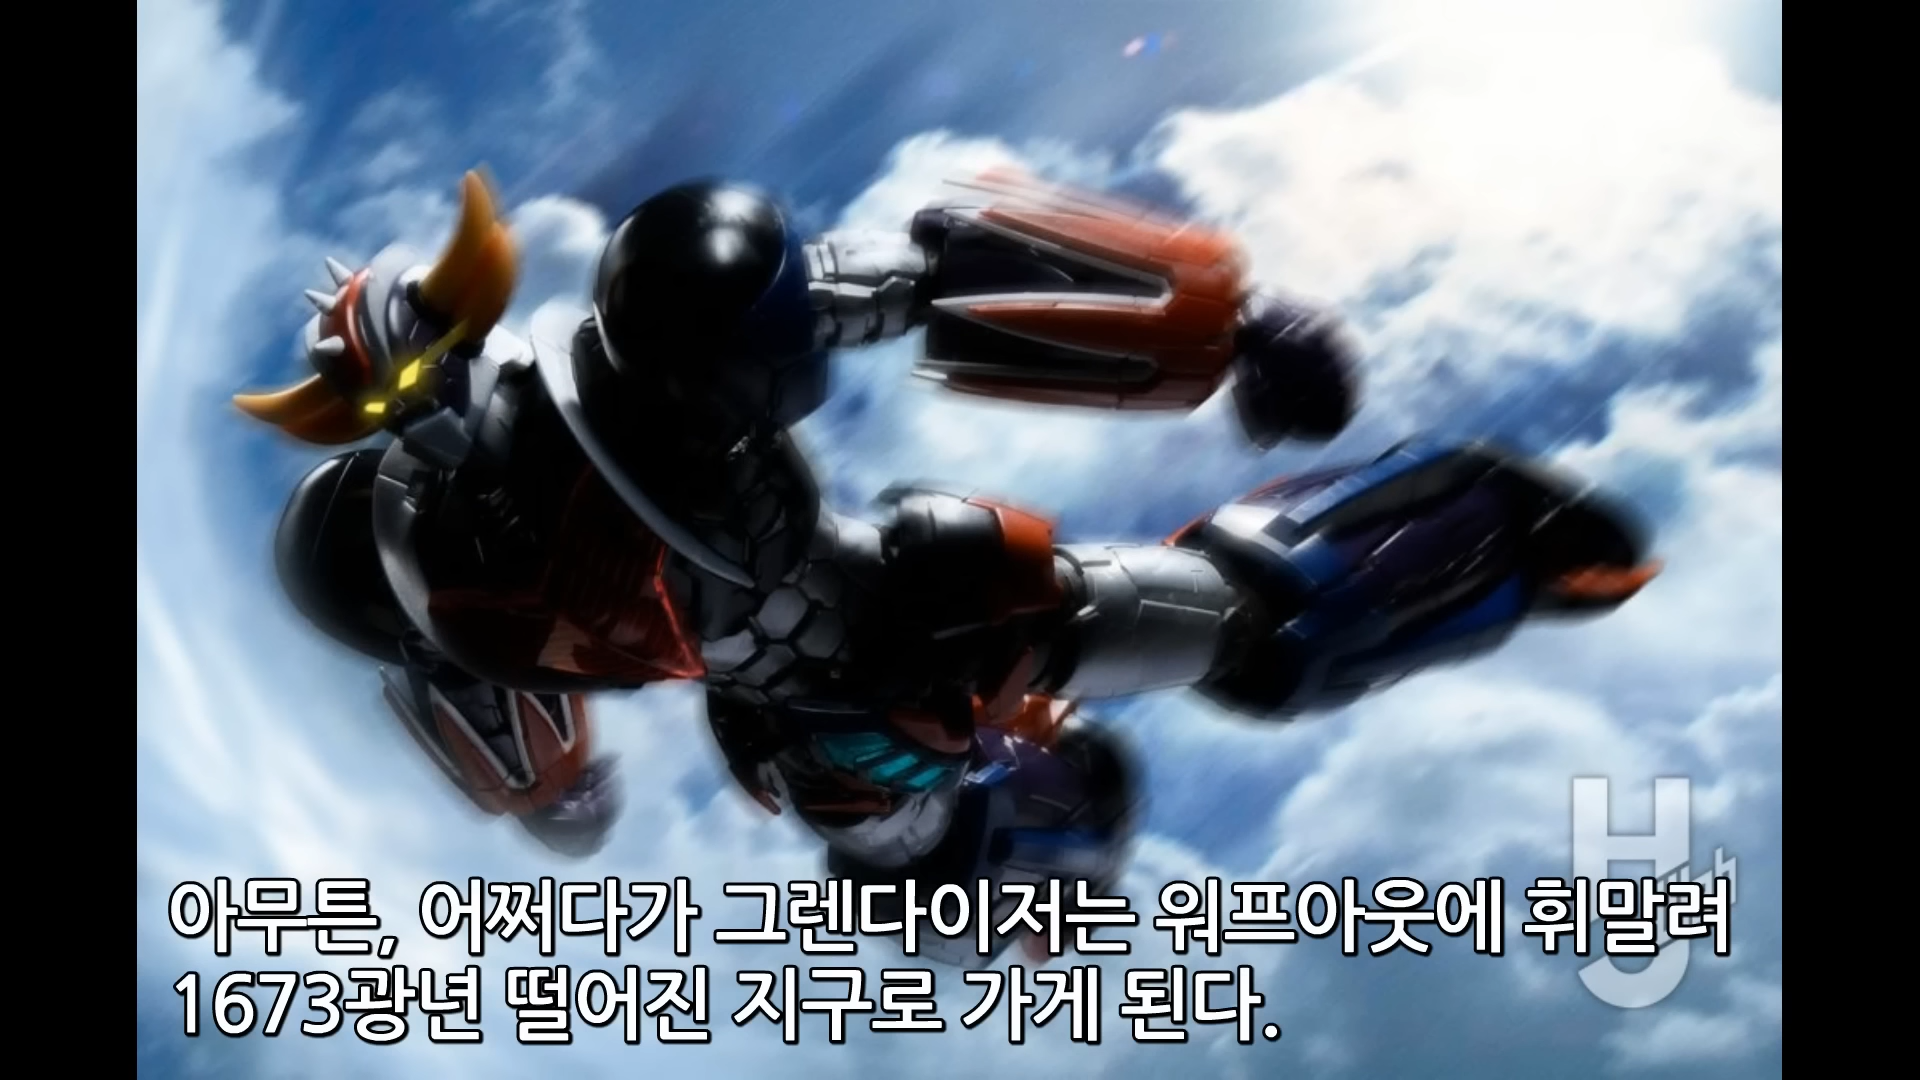 아무튼, 어쩌다가 그렌다이저는 워프아웃에 휘말려
1673광년 떨어진 지구로 가게 된다.